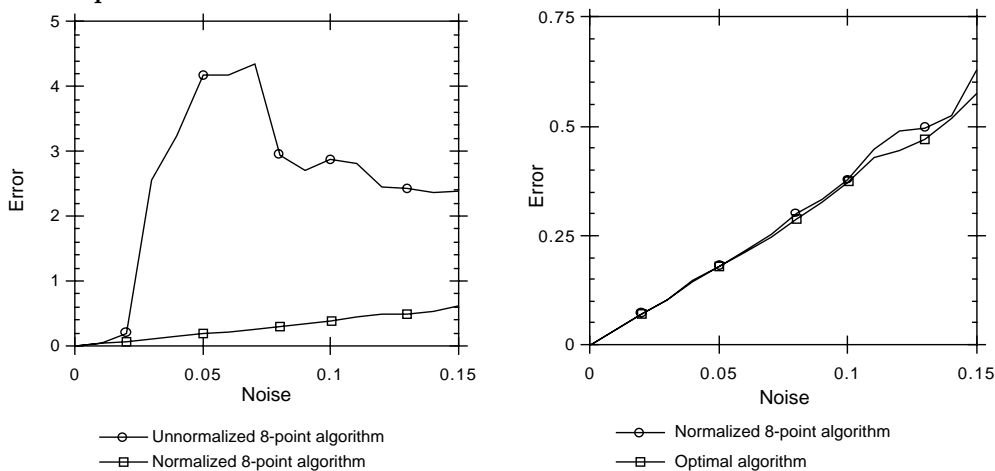 5
4
3
2
1
0
Error
0 0.05 0.1 0.15
Noise
Unnormalized 8-point algorithm
Normalized 8-point algorithm
0.75
0.5
0.25
0
Error
0 0.05 0.1 0.15
Noise
Normalized 8-point algorithm
Optimal algorithm